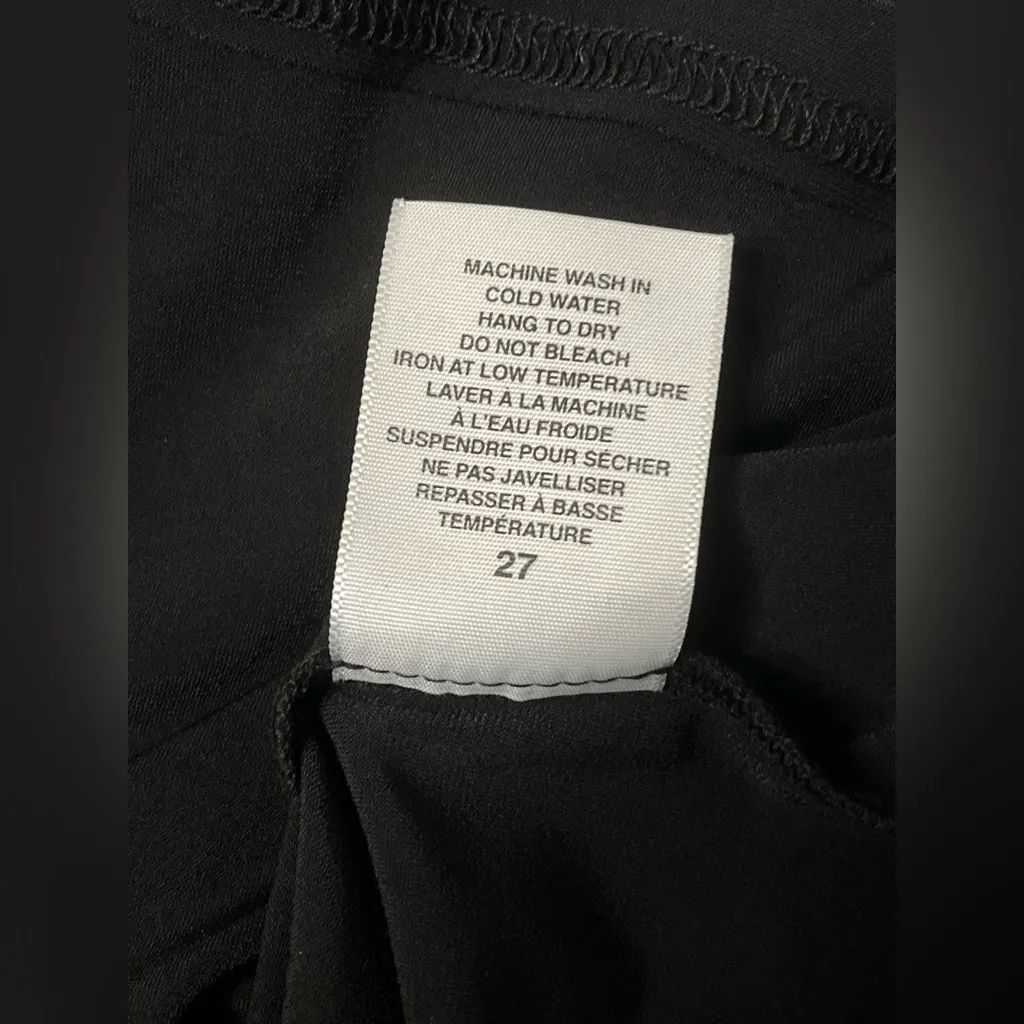 MACHINE WASH IN
COLD WATER
HANG TO DRY
DO NOT BLEACH
IRON AT LOW TEMPERATURE
LAVER À LA MACHINE
À L'EAU FROIDE
SUSPENDRE POUR SÉCHER
NE PAS JAVELLISER
REPASSER À BASSE
TEMPÉRATURE
27